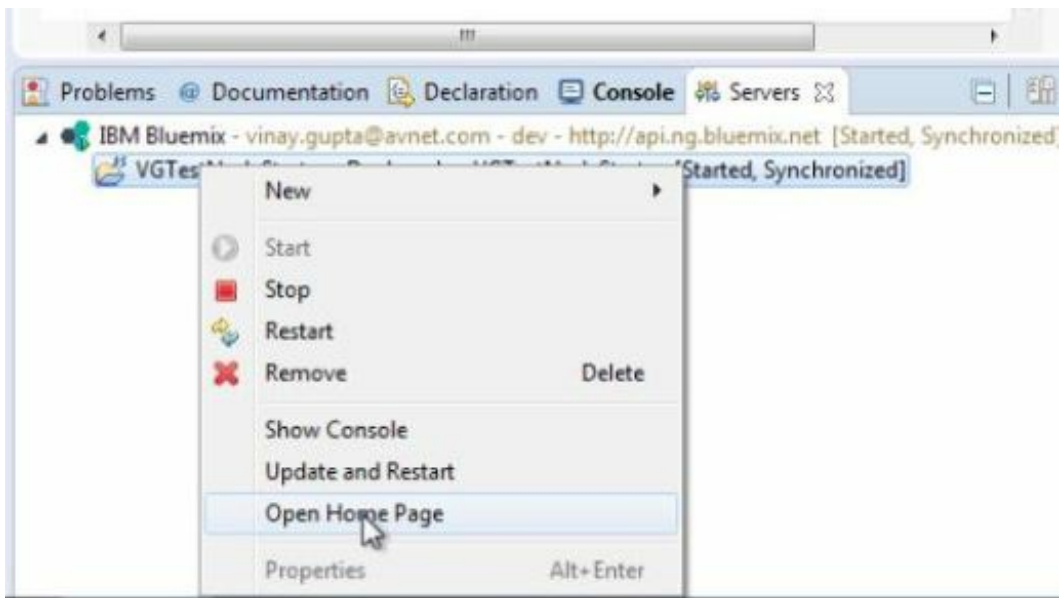 Problems @ Documentation Declaration Console Servers
IBM Bluemix - vinay.gupta@avnet.com - dev - http://api.ng.bluemix.net [Started, Synchronized]
VGTes [Started, Synchronized]
New
Start
Stop
Restart
Remove Delete
Show Console
Update and Restart
Open Home Page
Properties Alt+Enter